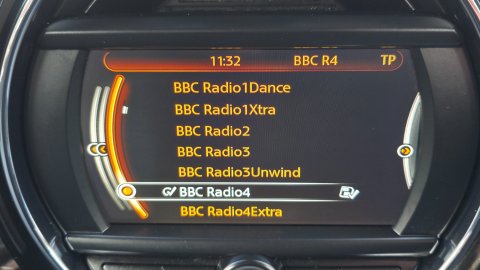 11:32 BBC R4 TP
BBC Radio1Dance
BBC Radio1Xtra
BBC Radio2
BBC Radio3
BBC Radio3Unwind
BBC Radio4
BBC Radio4Extra